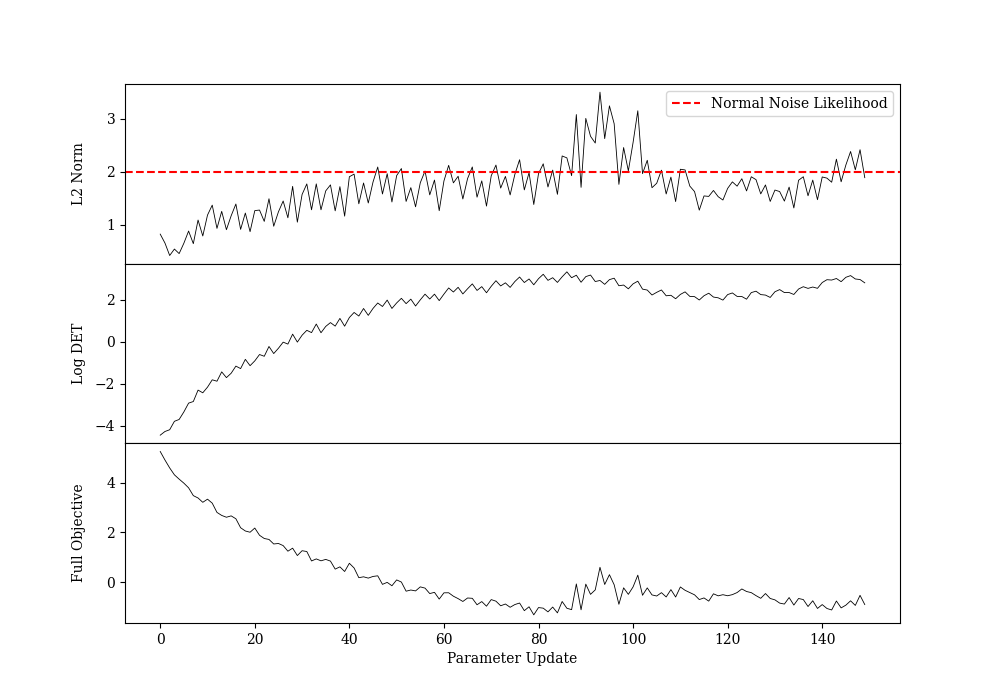 Normal Noise Likelihood
3
2
1
L2 Norm
2
0
−2
−4
Log DET
4
2
0
Full Objective
0 20 40 60 80 100 120 140
Parameter Update